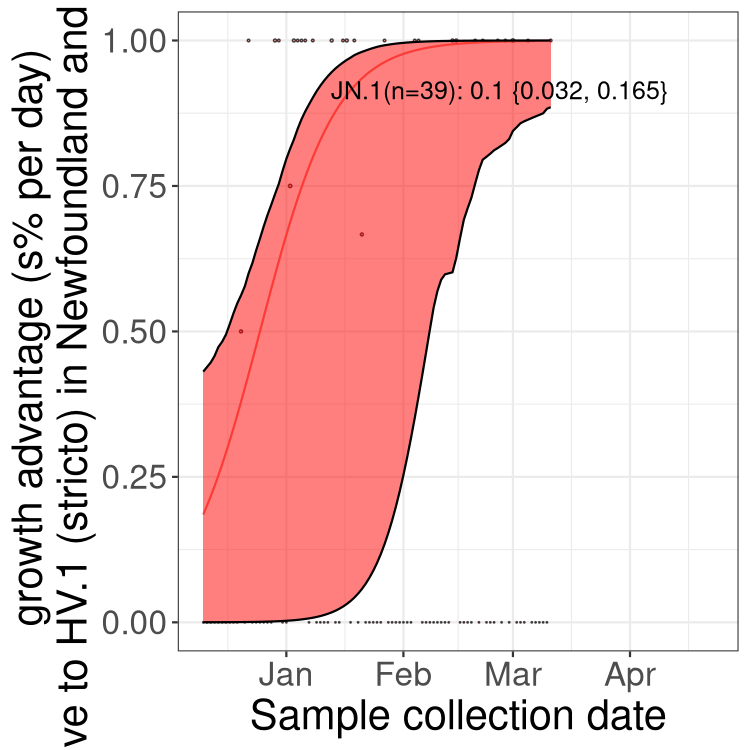 growth advantage (s% per day)
ve to HV.1 (stricto) in Newfoundland and
1.00
0.75
0.50
0.25
0.00
JN.1(n=39): 0.1 {0.032, 0.165}
Jan Feb Mar Apr
Sample collection date